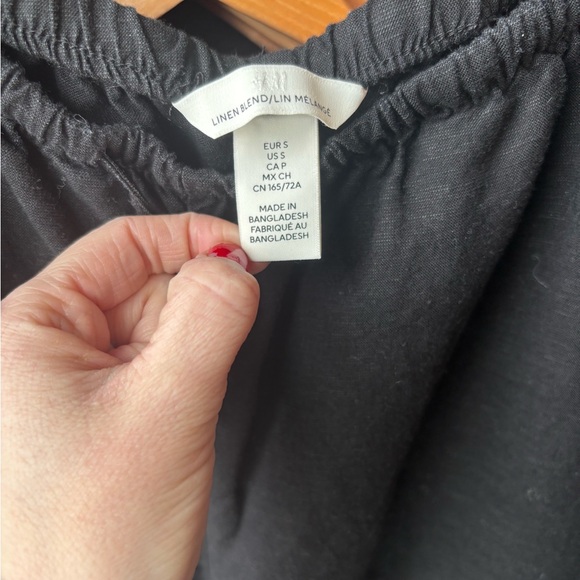 LINEN BLEND/LIN MÉLANGÉ
EUR S
US S
CA P
MX CH
CN 165/72A
MADE IN
BANGLADESH
FABRIQUÉ AU
BANGLADESH